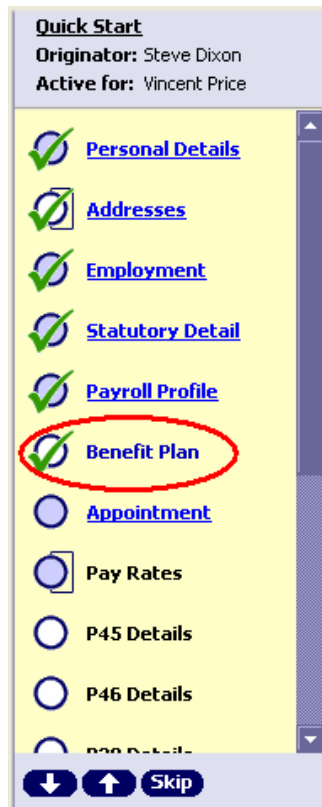 Quick Start
Originator: Steve Dixon
Active for: Vincent Price
Personal Details
Addresses
Employment
Statutory Detail
Payroll Profile
Benefit Plan
Appointment
Pay Rates
P45 Details
P46 Details
Details
Skip